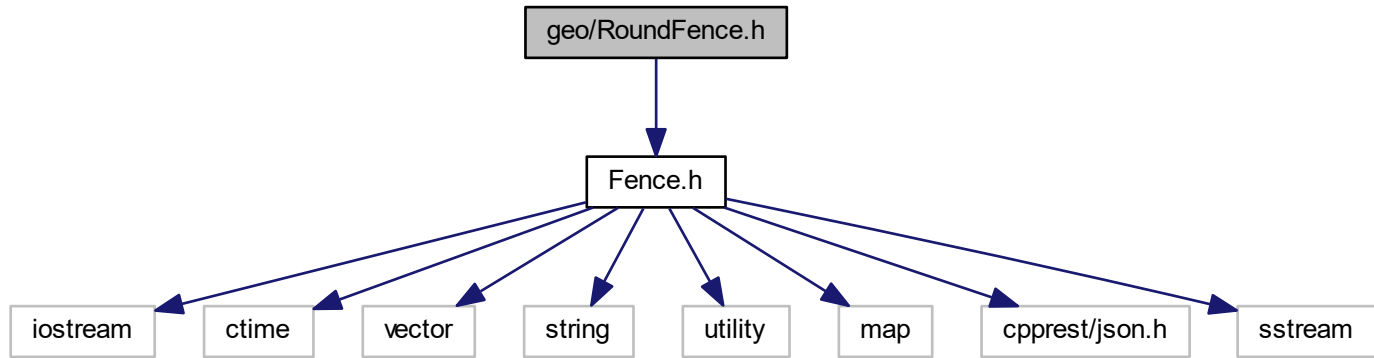 geo/RoundFence.h
Fence.h
iostream
ctime
vector
string
utility
map
cpprest/json.h
sstream